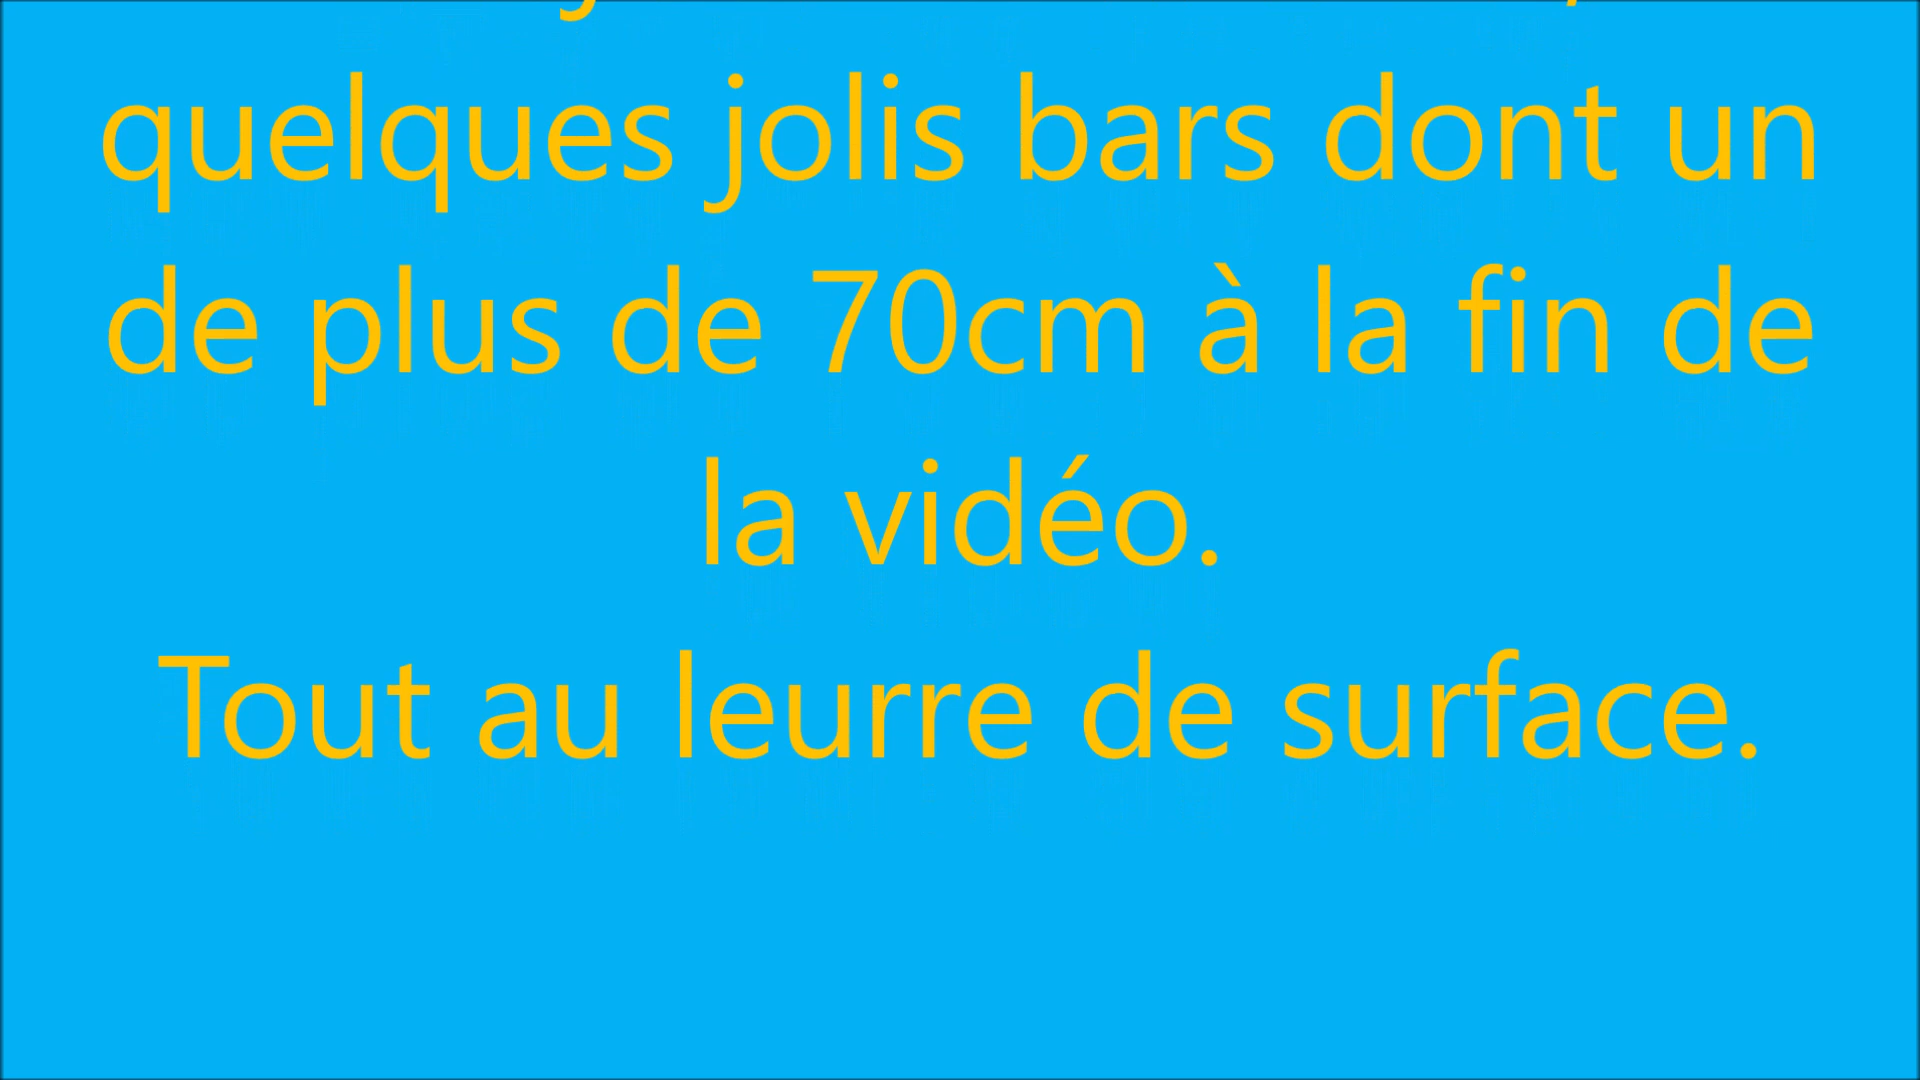 quelques jolis bars dont un
de plus de 70cm à la fin de
la vidéo.
Tout au leurre de surface.